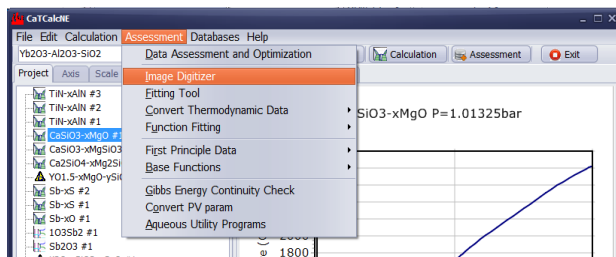 CaTCalcNE
File Edit Calculation Assessment Databases Help
Yb2O3-Al2O3-SiO2
Calculation
Assessment
Exit
Project Axis Scale
TiN-xAlN #3
TiN-xAlN #2
TiN-xAlN #1
CaSiO3-xMgO #1
CaSiO3-xMgSiO3
Ca2SiO4-xMg2Si
YO1.5-xMgO-ySi
Sb-xS #2
Sb-xS #1
Sb-xO #1
1O3Sb2 #1
Sb2O3 #1
Data Assessment and Optimization
Image Digitizer
Fitting Tool
Convert Thermodynamic Data
Function Fitting
First Principle Data
Base Functions
Gibbs Energy Continuity Check
Convert PV param
Aqueous Utility Programs
SiO3-xMgO P=1.01325bar
2000
1800